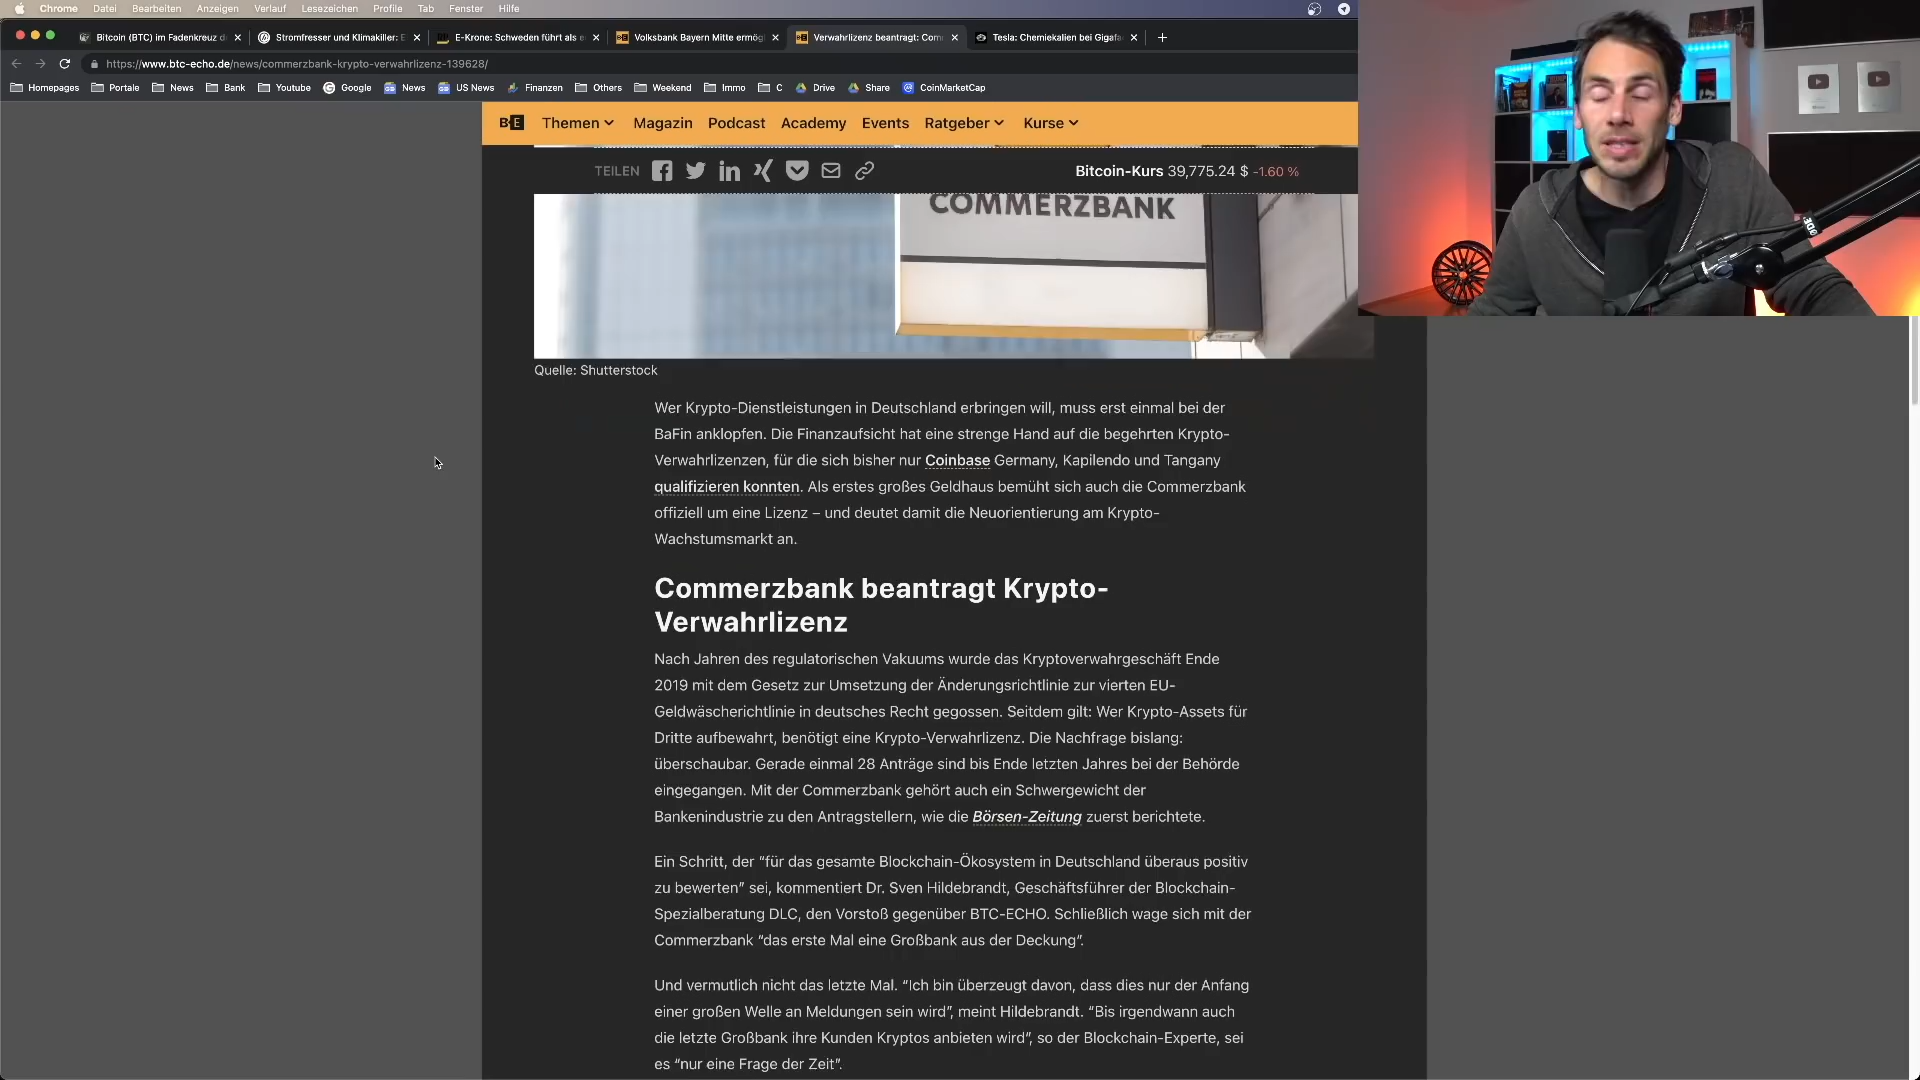 Chrome Datei Bearbeiten Anzeigen Verlauf Lesezeichen Profile Tab Fenster Hilfe
Bitcoin (BTC) im Fadenkreuz d Stromfresser und Klimakiller: E E-Krone: Schweden führt als e Volksbank Bayern Mitte ermög Verwahrlizenz beantragt: Com Tesla: Chemiekalien bei Gigafa
https://www.btc-echo.de/news/commerzbank-krypto-verwahrlizenz-139628/
Homepages Portale News Bank Youtube Google News US News Finanzen Others Weekend Immo C Drive Share CoinMarketCap
B-E Themen Magazin Podcast Academy Events Ratgeber Kurse
TEILEN Bitcoin-Kurs 39,775.24 $ -1.60 %
COMMERZBANK
Quelle: Shutterstock
Wer Krypto-Dienstleistungen in Deutschland erbringen will, muss erst einmal bei der
BaFin anklopfen. Die Finanzaufsicht hat eine strenge Hand auf die begehrten Krypto-
Verwahrlizenzen, für die sich bisher nur Coinbase Germany, Kapilendo und Tangany
qualifizieren konnten. Als erstes großes Geldhaus bemüht sich auch die Commerzbank
offiziell um eine Lizenz – und deutet damit die Neuorientierung am Krypto-
Wachstumsmarkt an.
Commerzbank beantragt Krypto-
Verwahrlizenz
Nach Jahren des regulatorischen Vakuums wurde das Kryptoverwahrgeschäft Ende
2019 mit dem Gesetz zur Umsetzung der Änderungsrichtlinie zur vierten EU-
Geldwäscherichtlinie in deutsches Recht gegossen. Seitdem gilt: Wer Krypto-Assets für
Dritte aufbewahrt, benötigt eine Krypto-Verwahrlizenz. Die Nachfrage bislang:
überschaubar. Gerade einmal 28 Anträge sind bis Ende letzten Jahres bei der Behörde
eingegangen. Mit der Commerzbank gehört auch ein Schwergewicht der
Bankenindustrie zu den Antragstellern, wie die Börsen-Zeitung zuerst berichtete.
Ein Schritt, der “für das gesamte Blockchain-Ökosystem in Deutschland überaus positiv
zu bewerten” sei, kommentiert Dr. Sven Hildebrandt, Geschäftsführer der Blockchain-
Spezialberatung DLC, den Vorstoß gegenüber BTC-ECHO. Schließlich wage sich mit der
Commerzbank “das erste Mal eine Großbank aus der Deckung”.
Und vermutlich nicht das letzte Mal. “Ich bin überzeugt davon, dass dies nur der Anfang
einer großen Welle an Meldungen sein wird”, meint Hildebrandt. “Bis irgendwann auch
die letzte Großbank ihre Kunden Kryptos anbieten wird”, so der Blockchain-Experte, sei
es “nur eine Frage der Zeit”.